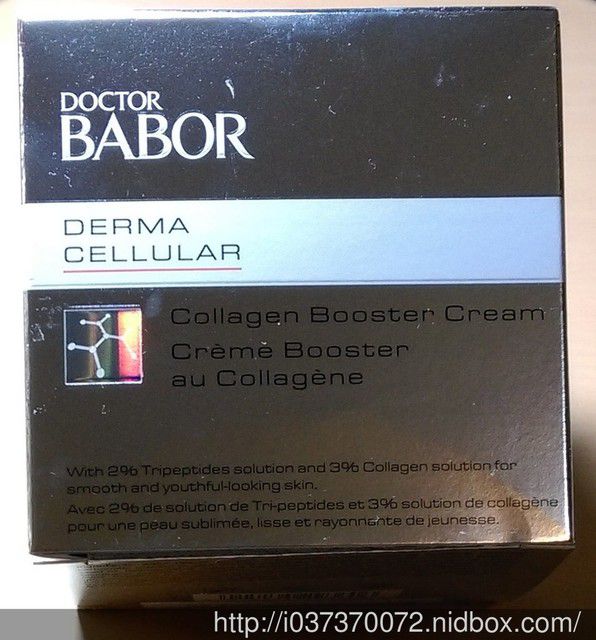 DOCTOR
BABOR
DERMA
CELLULAR
Collagen Booster Cream
Crème Booster
au Collagène
With 2% Tripeptides solution and 3% Collagen solution for
smooth and youthful-looking skin.
Avec 2% de solution de Tri-peptides et 3% solution de collagène
pour une peau sublimée, lisse et rayonnante de jeunesse.
http://i037370072.nidbox.com/